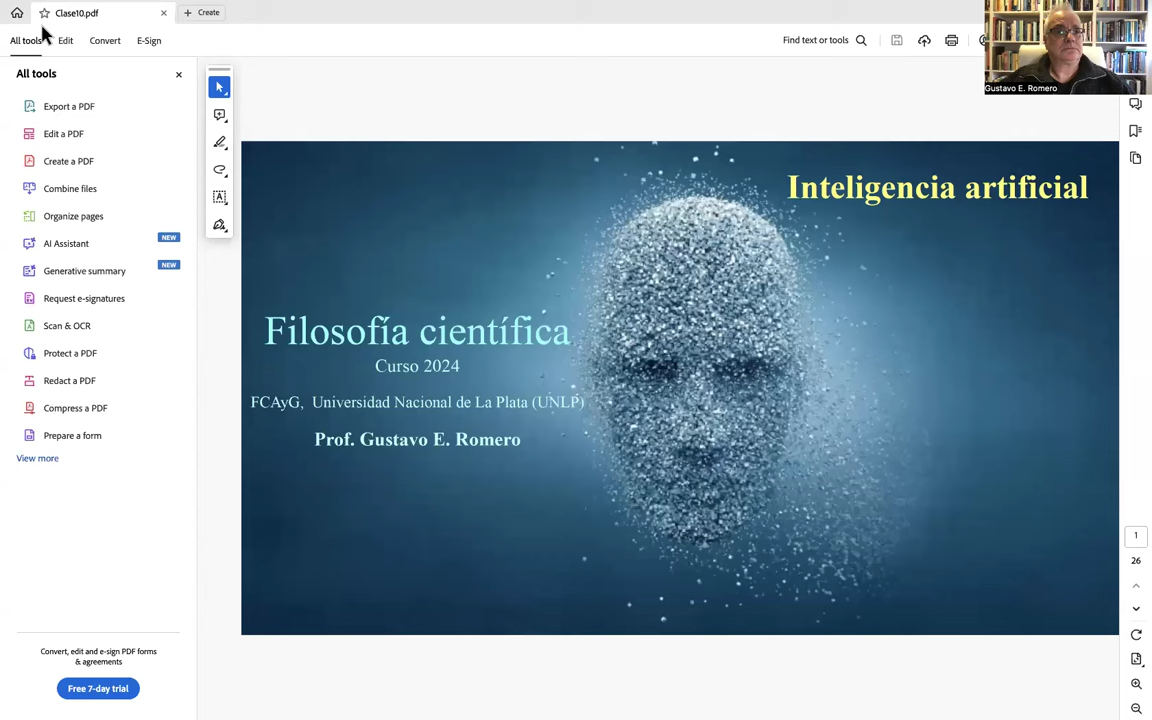 Clase10.pdf
Create
All tools
Edit
Convert
E-Sign
Find text or tools
Gustavo E. Romero
All tools
Export a PDF
Edit a PDF
Create a PDF
Combine files
Organize pages
AI Assistant
NEW
Generative summary
NEW
Request e-signatures
Scan & OCR
Protect a PDF
Redact a PDF
Compress a PDF
Prepare a form
View more
Convert, edit and e-sign PDF forms
& agreements
Free 7-day trial
Inteligencia artificial
Filosofía científica
Curso 2024
FCAyG, Universidad Nacional de La Plata (UNLP)
Prof. Gustavo E. Romero
1
26